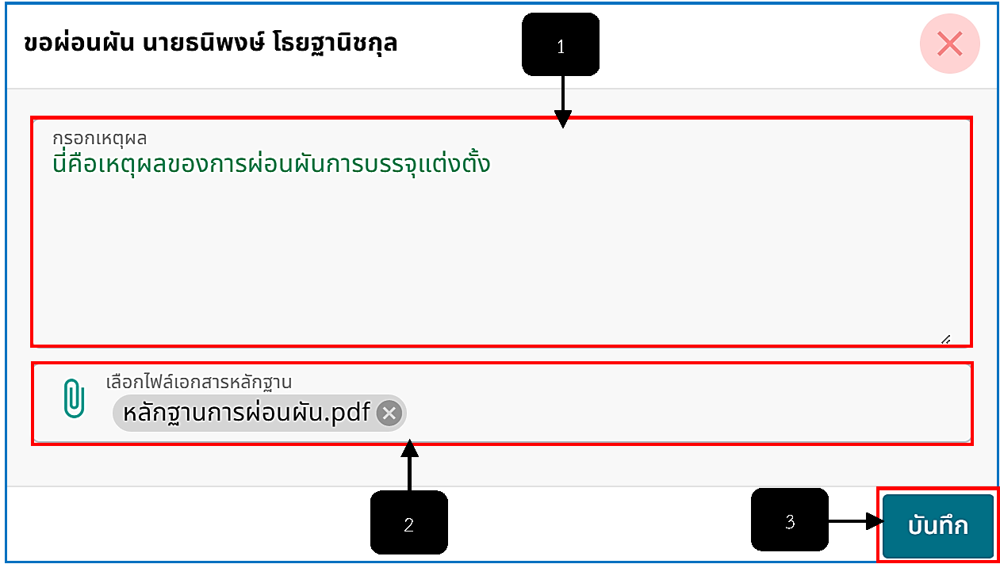 ขอผ่อนผัน นายธนิพงษ์ โธยฐานิชกุล
1
กรอกเหตุผล
นี่คือเหตุผลของการผ่อนผันการบรรจุแต่งตั้ง
เลือกไฟล์เอกสารหลักฐาน
หลักฐานการผ่อนผัน.pdf
2
3
บันทึก